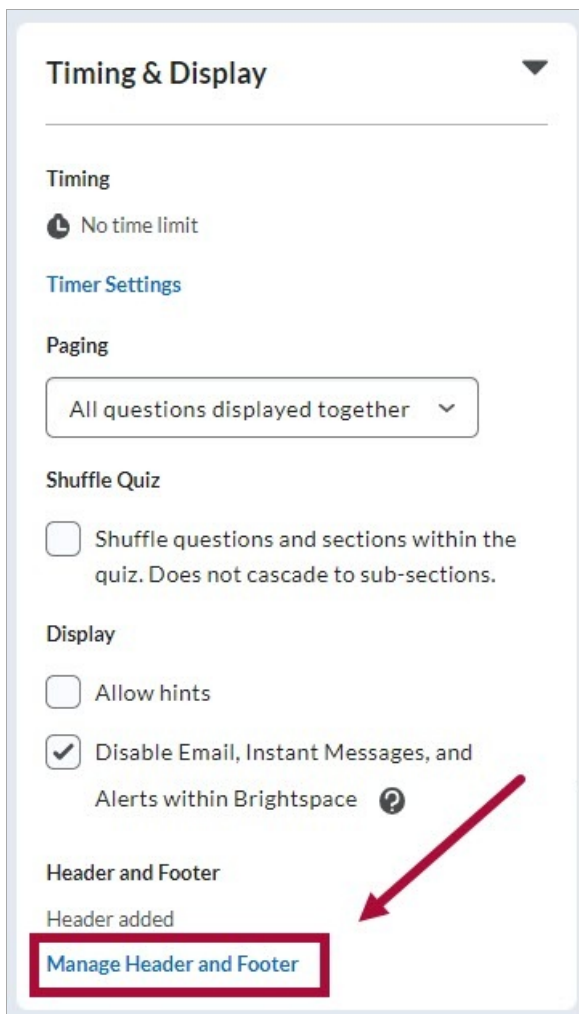 Timing & Display
Timing
No time limit
Timer Settings
Paging
All questions displayed together
Shuffle Quiz
Shuffle questions and sections within the
quiz. Does not cascade to sub-sections.
Display
Allow hints
Disable Email, Instant Messages, and
Alerts within Brightspace ?
Header and Footer
Header added
Manage Header and Footer